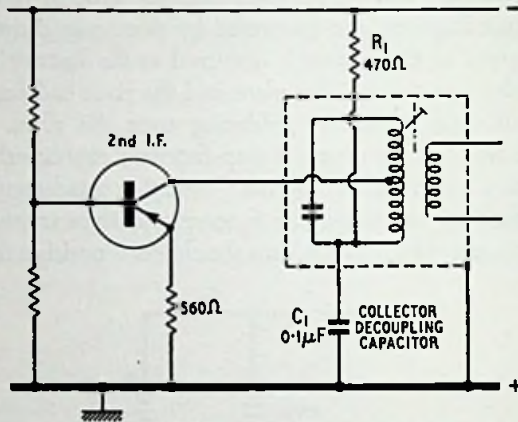 −
R₁
470Ω
2nd I.F.
560Ω
C₁
0·1μF
COLLECTOR
DECOUPLING
CAPACITOR
+